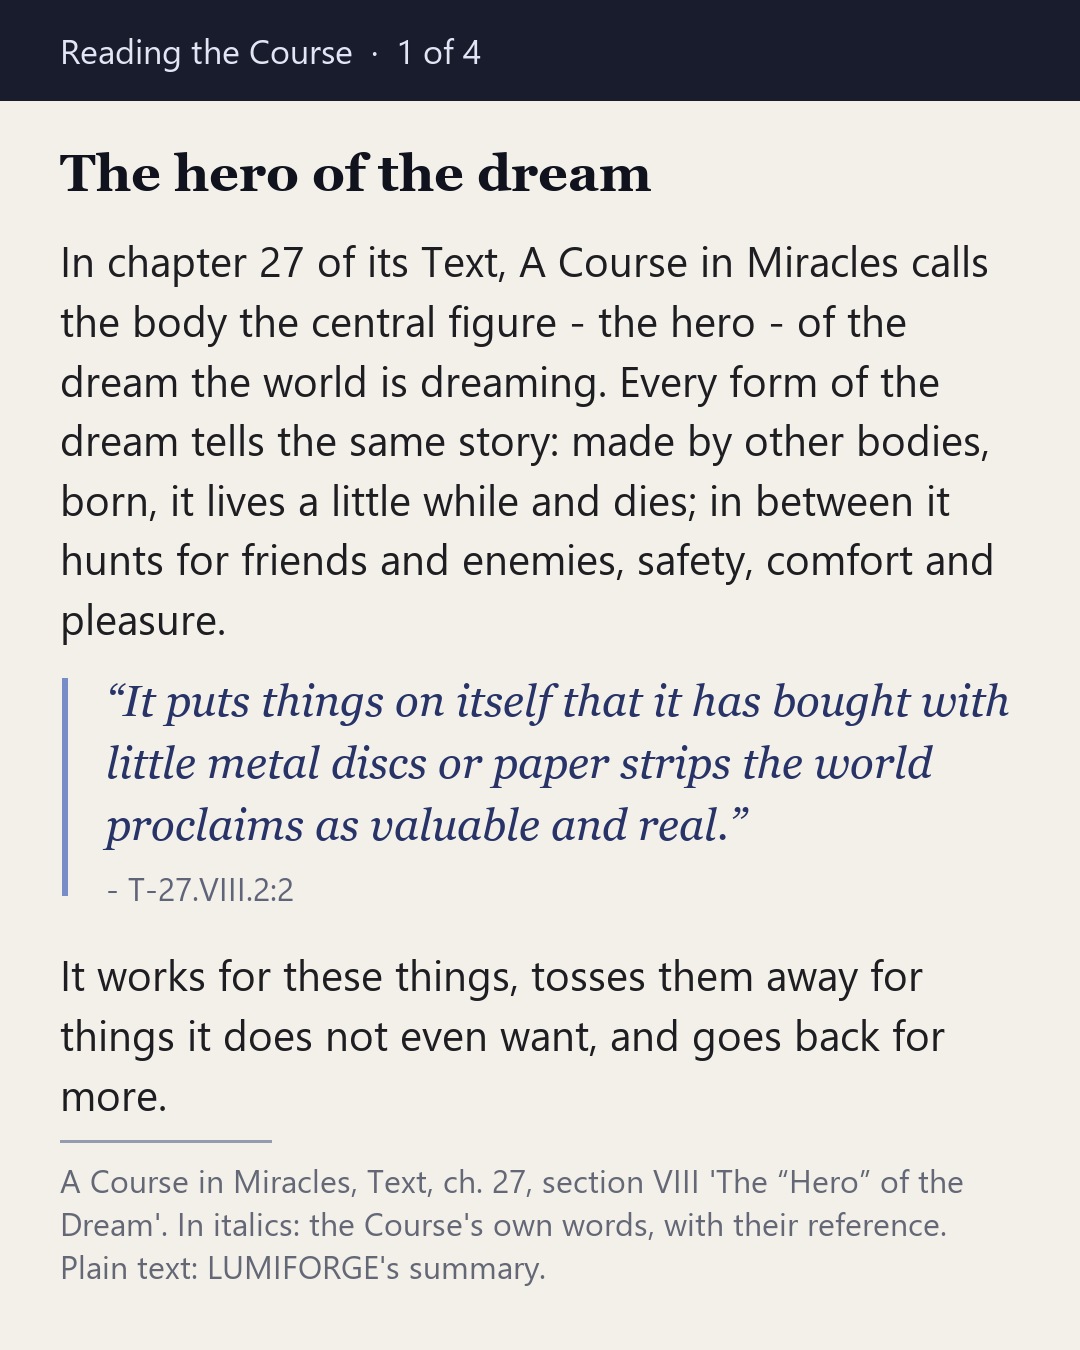 Reading the Course · 1 of 4
The hero of the dream
In chapter 27 of its Text, A Course in Miracles calls
the body the central figure - the hero - of the
dream the world is dreaming. Every form of the
dream tells the same story: made by other bodies,
born, it lives a little while and dies; in between it
hunts for friends and enemies, safety, comfort and
pleasure.
“It puts things on itself that it has bought with
little metal discs or paper strips the world
proclaims as valuable and real.”
- T-27.VIII.2:2
It works for these things, tosses them away for
things it does not even want, and goes back for
more.
A Course in Miracles, Text, ch. 27, section VIII 'The “Hero” of the
Dream'. In italics: the Course's own words, with their reference.
Plain text: LUMIFORGE's summary.